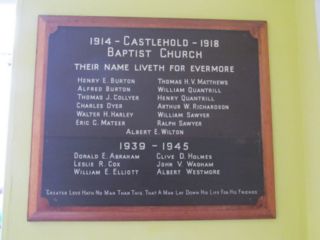 1914 - CASTLEHOLD - 1918
BAPTIST CHURCH
THEIR NAME LIVETH FOR EVERMORE
HENRY E. BURTON THOMAS H.V. MATTHEWS
ALFRED BURTON WILLIAM QUANTRILL
THOMAS J. COLLYER HENRY QUANTRILL
CHARLES DYER ARTHUR W. RICHARDSON
WALTER H. HARLEY WILLIAM SAWYER
ERIC C. MATSER RALPH SAWYER
ALBERT E. WILTON
1939 - 1945
DONALD E. ABRAHAM CLIVE D. HOLMES
LESLIE R. COX JOHN V. WADHAM
WILLIAM E. ELLIOTT ALBERT WESTMORE
GREATER LOVE HATH NO MAN THAN THIS, THAT A MAN LAY DOWN HIS LIFE FOR HIS FRIENDS